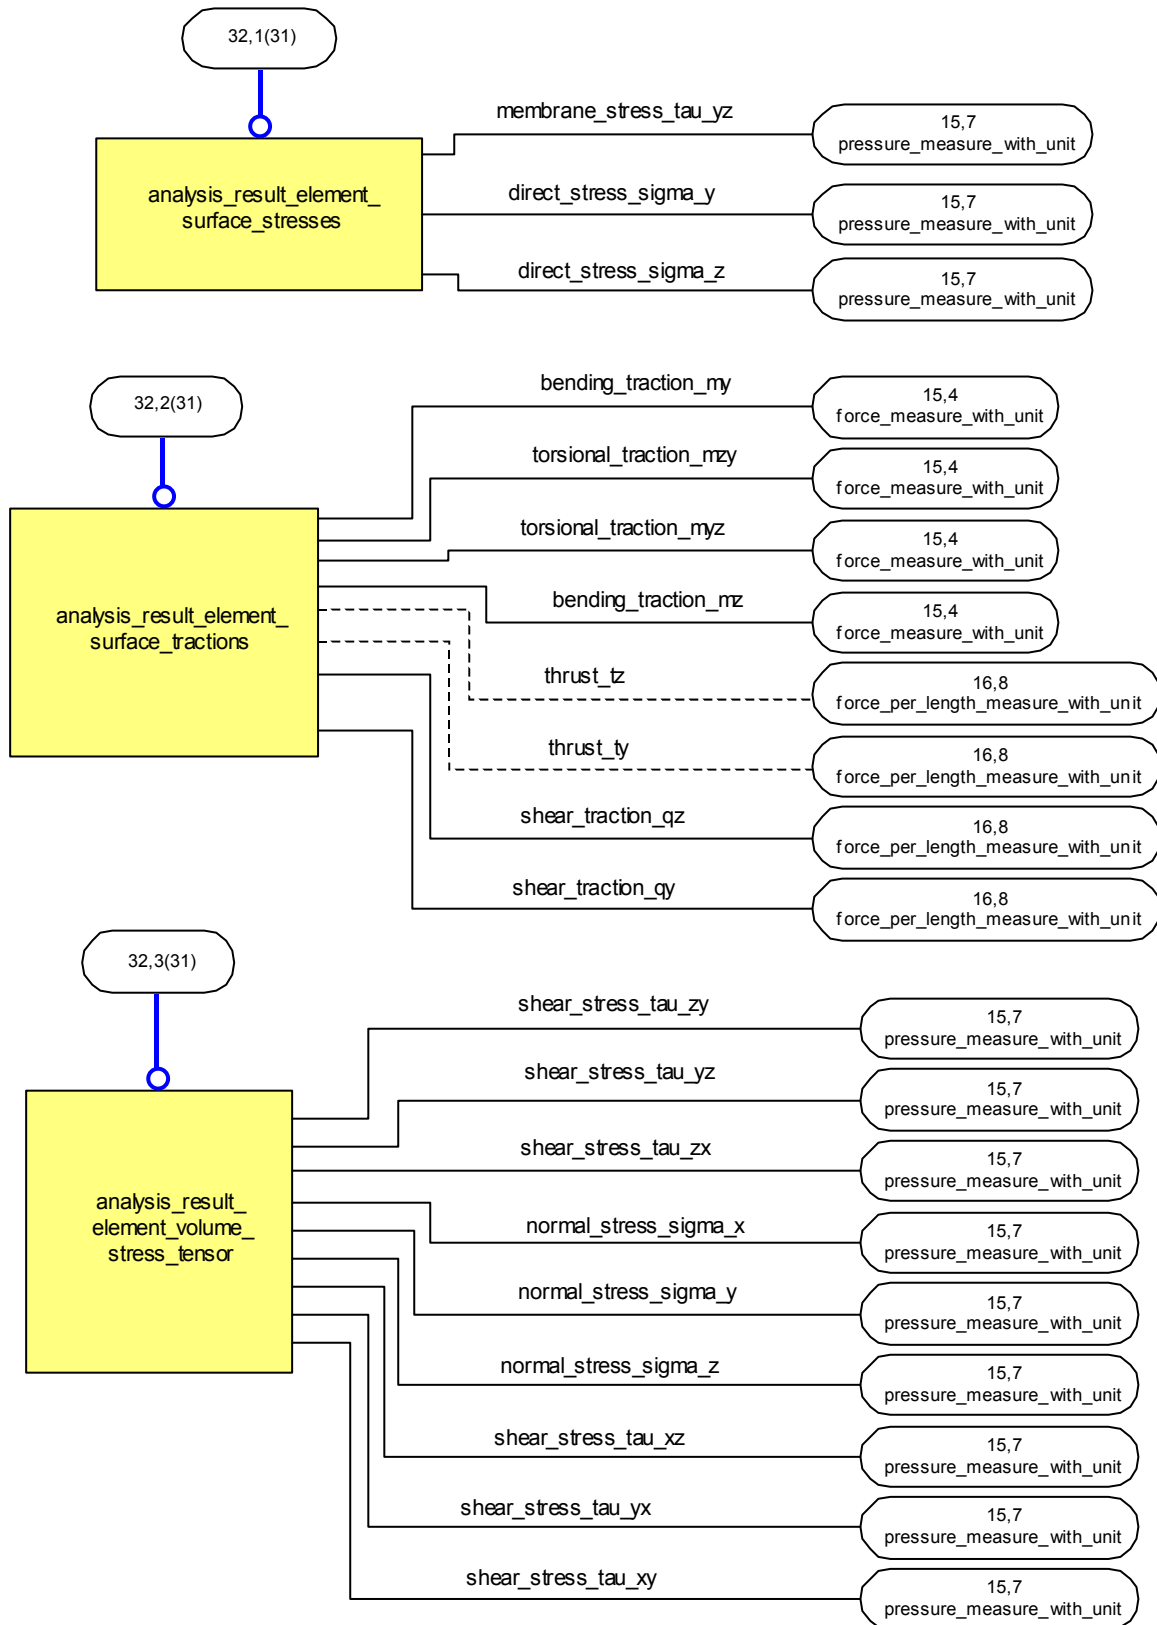 32,1(31)
membrane_stress_tau_yz
15,7
pressure_measure_with_unit
analysis_result_element_
surface_stresses
direct_stress_sigma_y
15,7
pressure_measure_with_unit
direct_stress_sigma_z
15,7
pressure_measure_with_unit
32,2(31)
bending_traction_my
15,4
force_measure_with_unit
torsional_traction_mzy
15,4
force_measure_with_unit
torsional_traction_myz
15,4
force_measure_with_unit
analysis_result_element_
surface_tractions
bending_traction_mz
15,4
force_measure_with_unit
thrust_tz
16,8
force_per_length_measure_with_unit
thrust_ty
16,8
force_per_length_measure_with_unit
shear_traction_qz
16,8
force_per_length_measure_with_unit
shear_traction_qy
16,8
force_per_length_measure_with_unit
32,3(31)
shear_stress_tau_zy
15,7
pressure_measure_with_unit
shear_stress_tau_yz
15,7
pressure_measure_with_unit
shear_stress_tau_zx
15,7
pressure_measure_with_unit
analysis_result_
element_volume_
stress_tensor
normal_stress_sigma_x
15,7
pressure_measure_with_unit
normal_stress_sigma_y
15,7
pressure_measure_with_unit
normal_stress_sigma_z
15,7
pressure_measure_with_unit
shear_stress_tau_xz
15,7
pressure_measure_with_unit
shear_stress_tau_yx
15,7
pressure_measure_with_unit
shear_stress_tau_xy
15,7
pressure_measure_with_unit